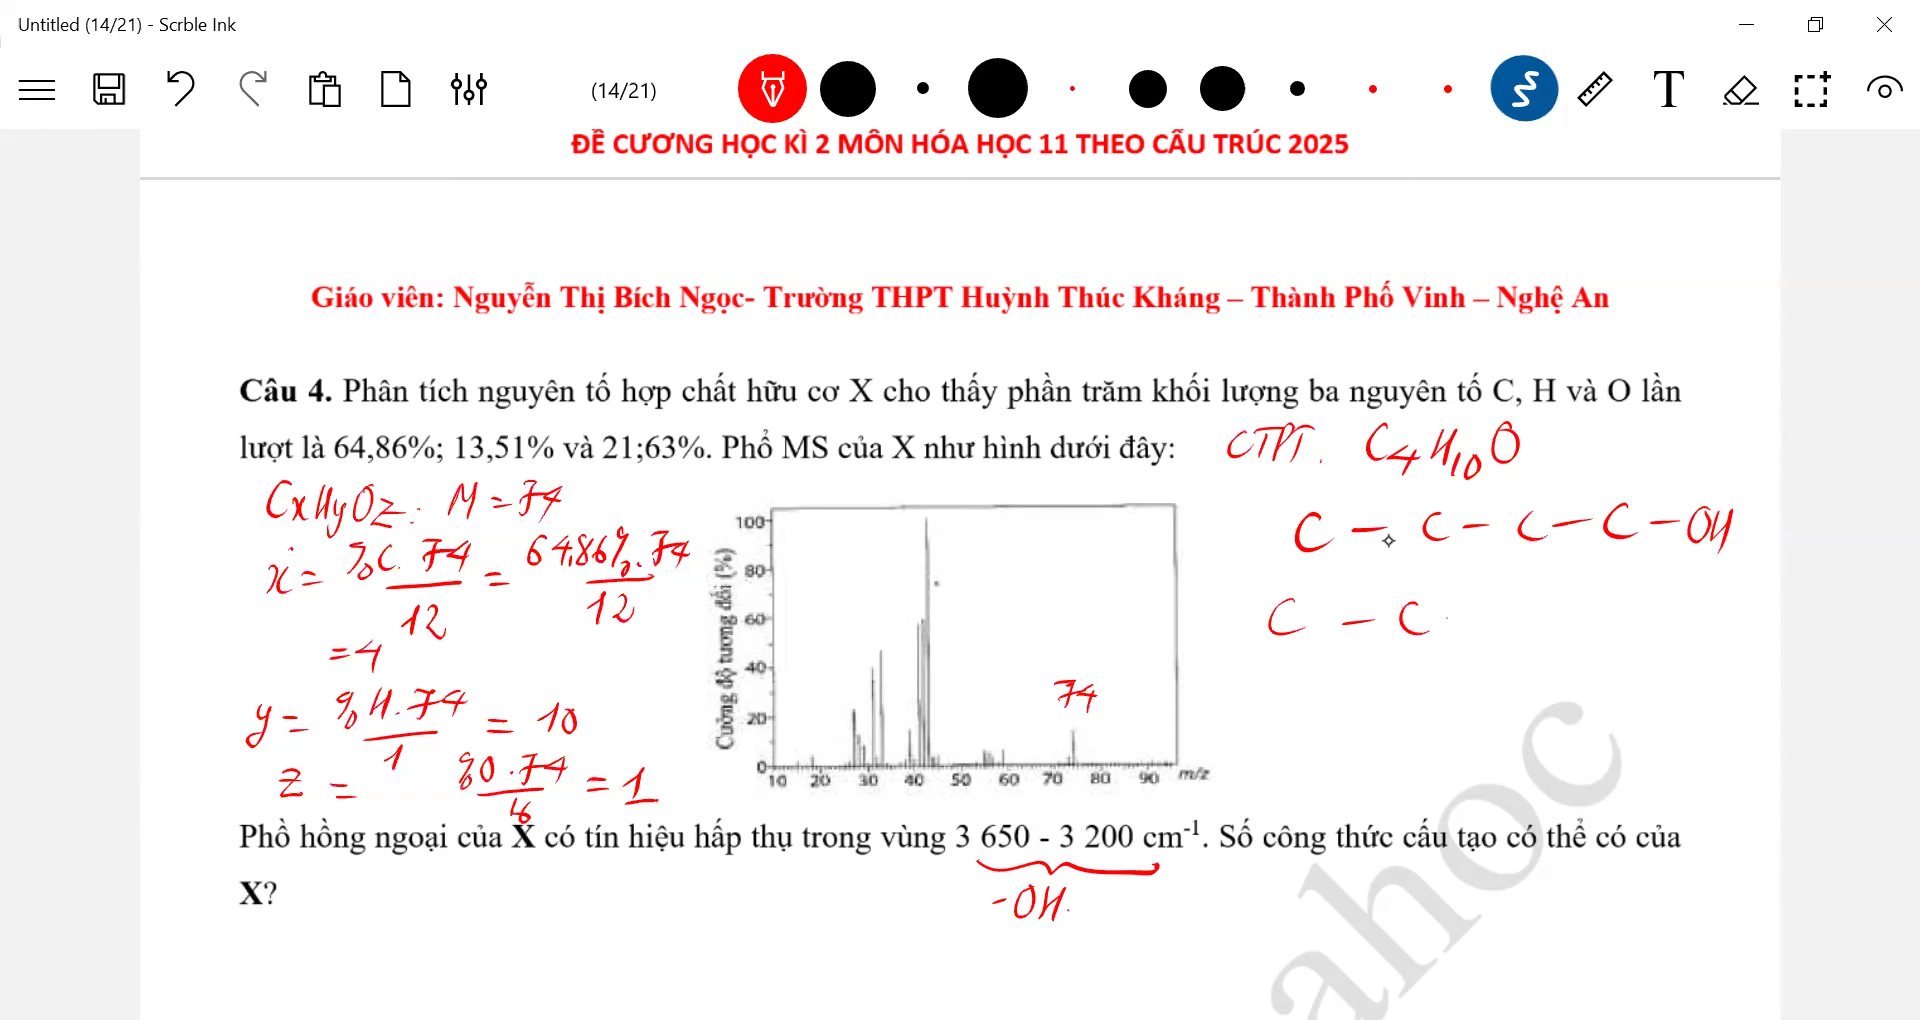 Untitled (14/21) - Scrble Ink
(14/21)
T
ĐỀ CƯƠNG HỌC KÌ 2 MÔN HÓA HỌC 11 THEO CẤU TRÚC 2025
Giáo viên: Nguyễn Thị Bích Ngọc- Trường THPT Huỳnh Thúc Kháng – Thành Phố Vinh – Nghệ An
Câu 4. Phân tích nguyên tố hợp chất hữu cơ X cho thấy phần trăm khối lượng ba nguyên tố C, H và O lần
lượt là 64,86%; 13,51% và 21;63%. Phổ MS của X như hình dưới đây:
CTPT. C4H10O
CxHyOz: M = 74
x = %C.74/12 = 64,86%.74/12
= 4
y = %H.74/1 = 10
z = %O.74/16 = 1
C - C - C - C - OH
C - C
Cường độ tương đối (%)
100
80
60
40
20
0
74
10 20 30 40 50 60 70 80 90 m/z
Phổ hồng ngoại của X có tín hiệu hấp thụ trong vùng 3 650 - 3 200 cm⁻¹. Số công thức cấu tạo có thể có của
X?
-OH.
ahoc